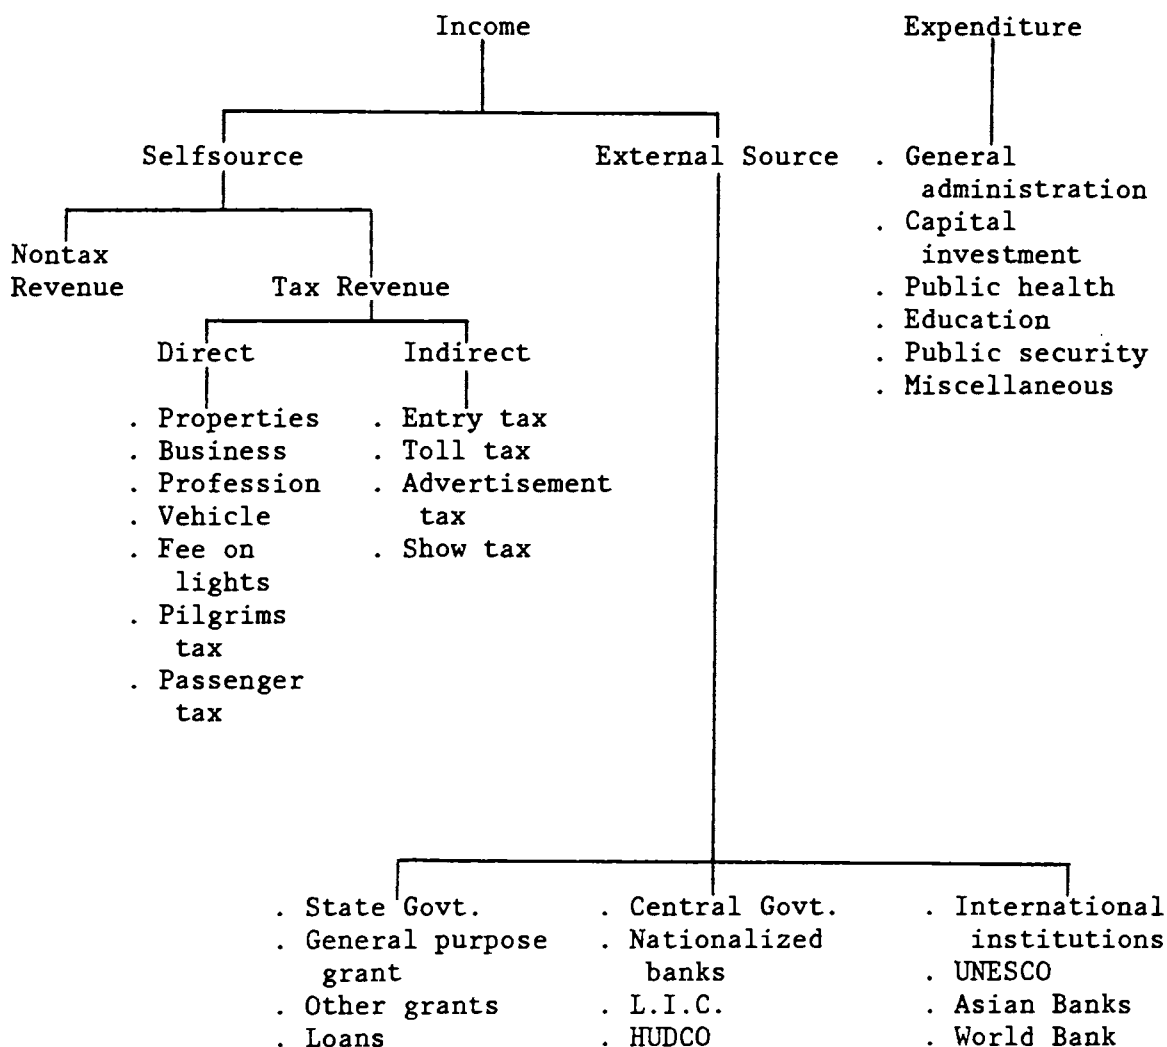 Income
Expenditure
Selfsource
External Source
. General
administration
. Capital
investment
. Public health
. Education
. Public security
. Miscellaneous
Nontax
Revenue
Tax Revenue
Direct
Indirect
. Properties
. Business
. Profession
. Vehicle
. Fee on
lights
. Pilgrims
tax
. Passenger
tax
. Entry tax
. Toll tax
. Advertisement
tax
. Show tax
. State Govt.
. General purpose
grant
. Other grants
. Loans
. Central Govt.
. Nationalized
banks
. L.I.C.
. HUDCO
. International
institutions
. UNESCO
. Asian Banks
. World Bank